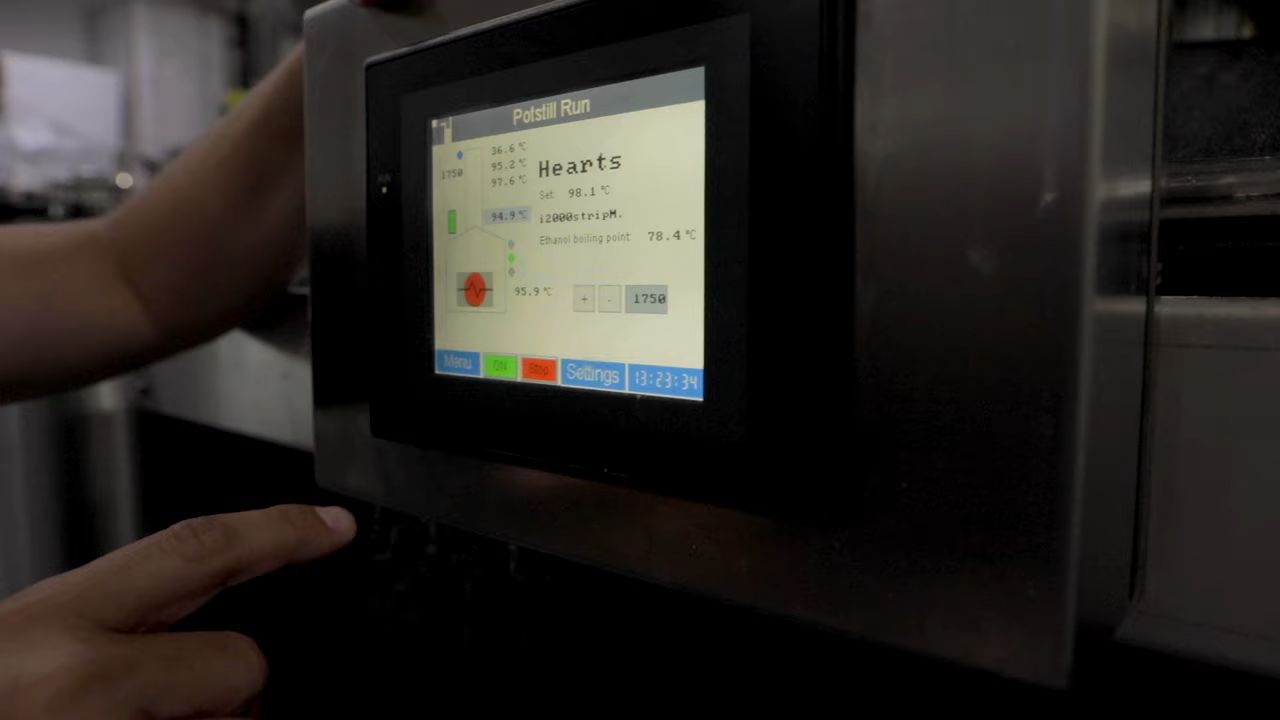 Potstill Run
36.6 °C
95.2 °C
97.6 °C
1750
Hearts
Set: 98.1 °C
94.9 °C
i2000stripM.
Ethanol boiling point: 78.4 °C
95.9 °C
+ - 1750
Menu ON Stop Settings 13:23:34